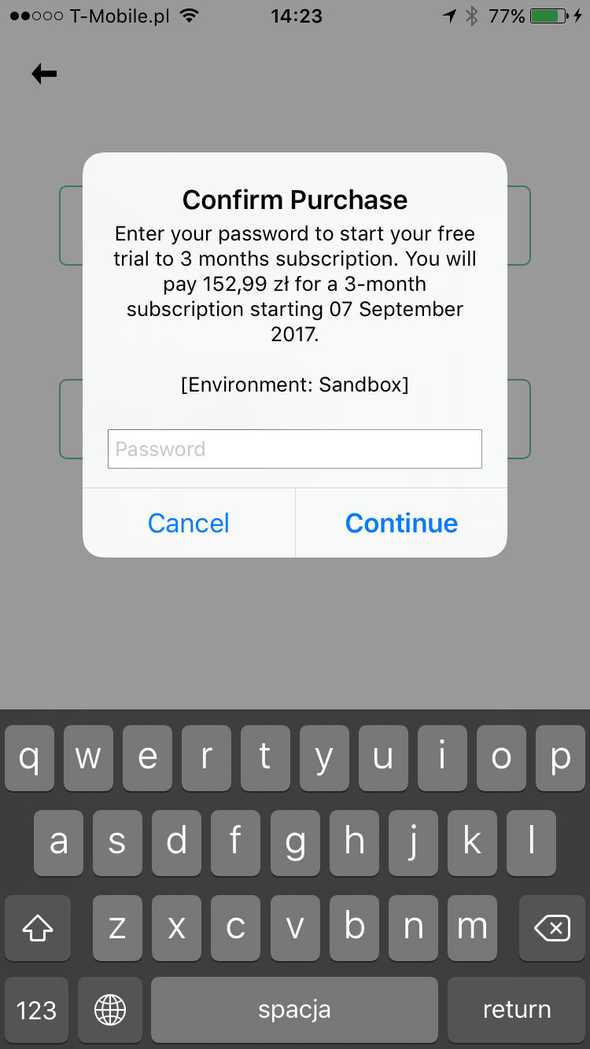 T-Mobile.pl 14:23 77%
Confirm Purchase
Enter your password to start your free
trial to 3 months subscription. You will
pay 152,99 zł for a 3-month
subscription starting 07 September
2017.
[Environment: Sandbox]
Password
Cancel Continue
q w e r t y u i o p
a s d f g h j k l
z x c v b n m
123 spacja return